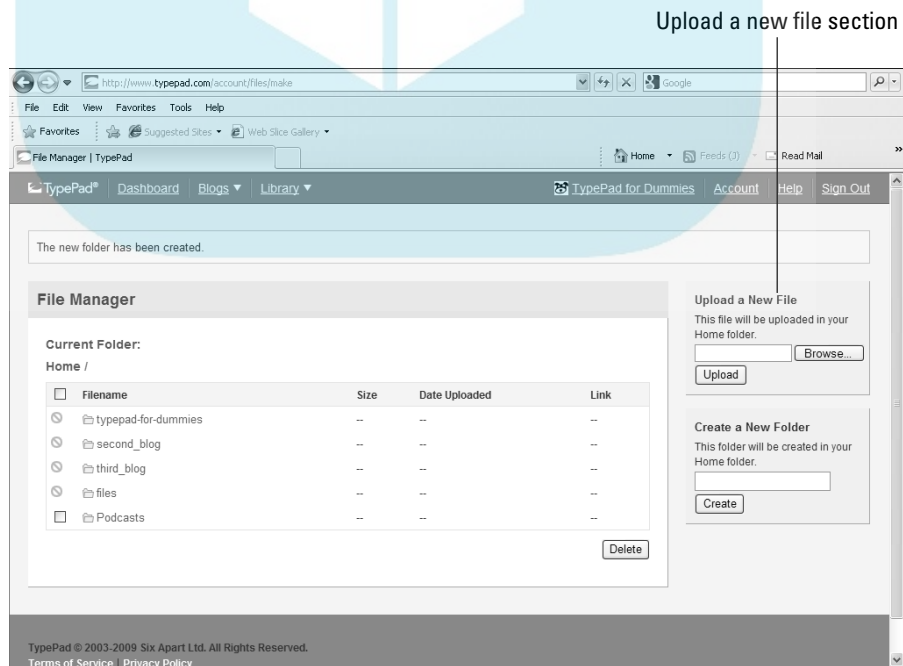 Upload a new file section
http://www.typepad.com/account/files/make
Google
File Edit View Favorites Tools Help
Favorites Suggested Sites Web Slice Gallery
File Manager | TypePad
Home Feeds (J) Read Mail »
TypePad® Dashboard Blogs Library TypePad for Dummies Account Help Sign Out
The new folder has been created.
File Manager
Current Folder:
Home /
Filename Size Date Uploaded Link
typepad-for-dummies -- -- --
second_blog -- -- --
third_blog -- -- --
files -- -- --
Podcasts -- -- --
Delete
Upload a New File
This file will be uploaded in your
Home folder.
Browse...
Upload
Create a New Folder
This folder will be created in your
Home folder.
Create
TypePad © 2003-2009 Six Apart Ltd. All Rights Reserved.
Terms of Service | Privacy Policy